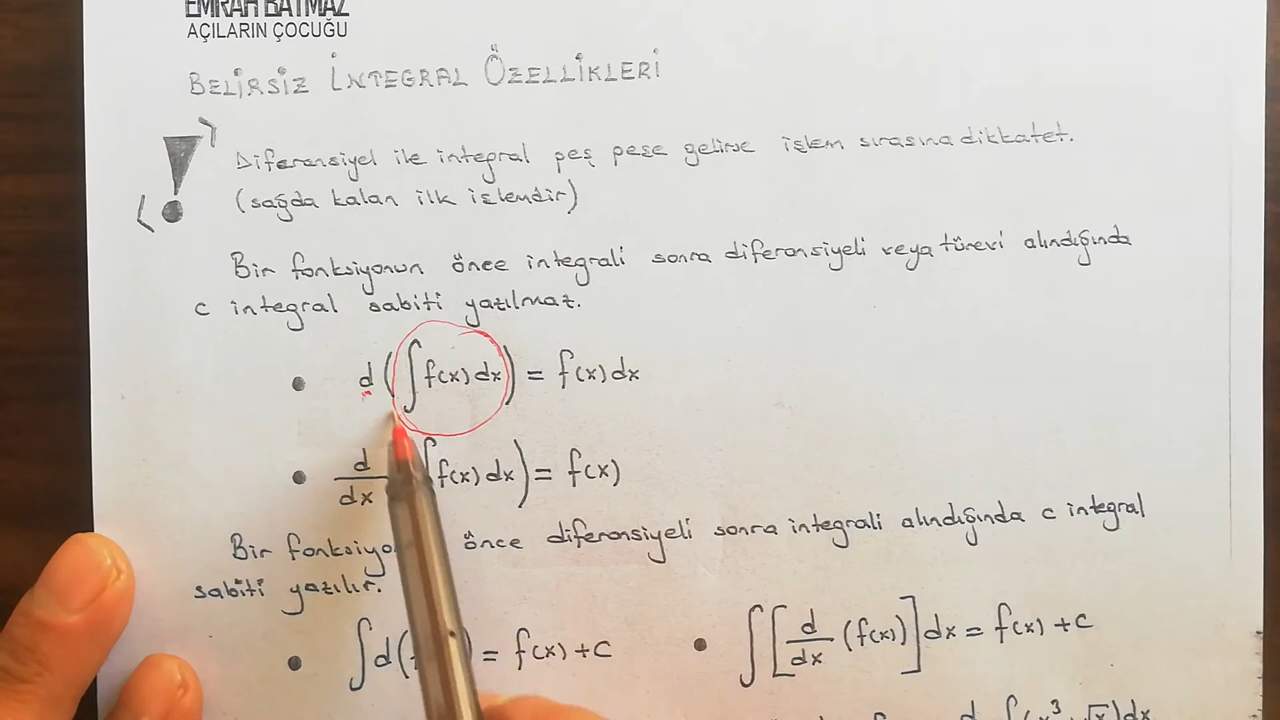 EMRAH BATMAZ
AÇILARIN ÇOCUĞU
BELİRSİZ İNTEGRAL ÖZELLİKLERİ
Diferansiyel ile integral peş peşe gelirse işlem sırasına dikkat et.
(sağda kalan ilk işlemdir)
Bir fonksiyonun önce integrali sonra diferansiyeli veya türevi alındığında
c integral sabiti yazılmaz.
• d(∫f(x)dx) = f(x)dx
• d/dx ∫f(x)dx) = f(x)
Bir fonksiyo önce diferansiyeli sonra integrali alındığında c integral
sabiti yazılır.
• ∫d( = f(x)+c • ∫[d/dx (f(x))]dx = f(x)+c